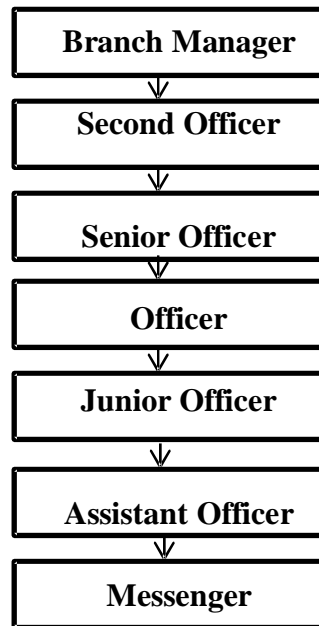 Branch Manager
Second Officer
Senior Officer
Officer
Junior Officer
Assistant Officer
Messenger